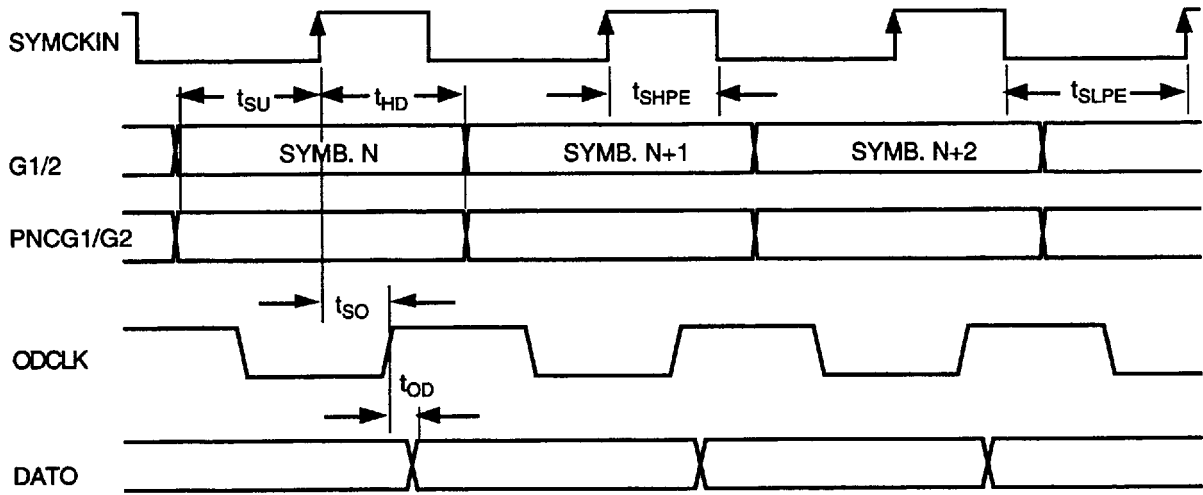 SYMCKIN
tSU tHD tSHPE tSLPE
G1/2 SYMB. N SYMB. N+1 SYMB. N+2
PNCG1/G2
tSO
ODCLK
tOD
DATO